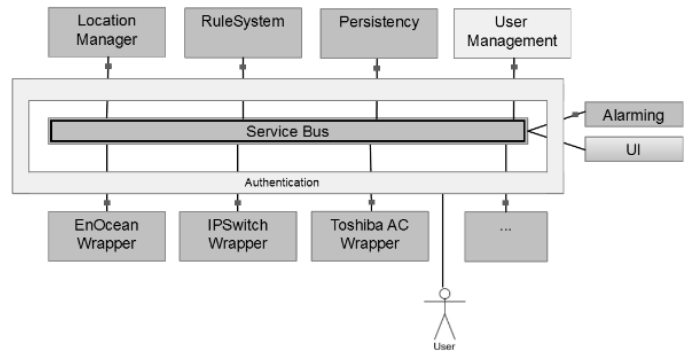 Location
Manager
RuleSystem
Persistency
User
Management
Service Bus
Alarming
UI
Authentication
EnOcean
Wrapper
IPSwitch
Wrapper
Toshiba AC
Wrapper
...
User